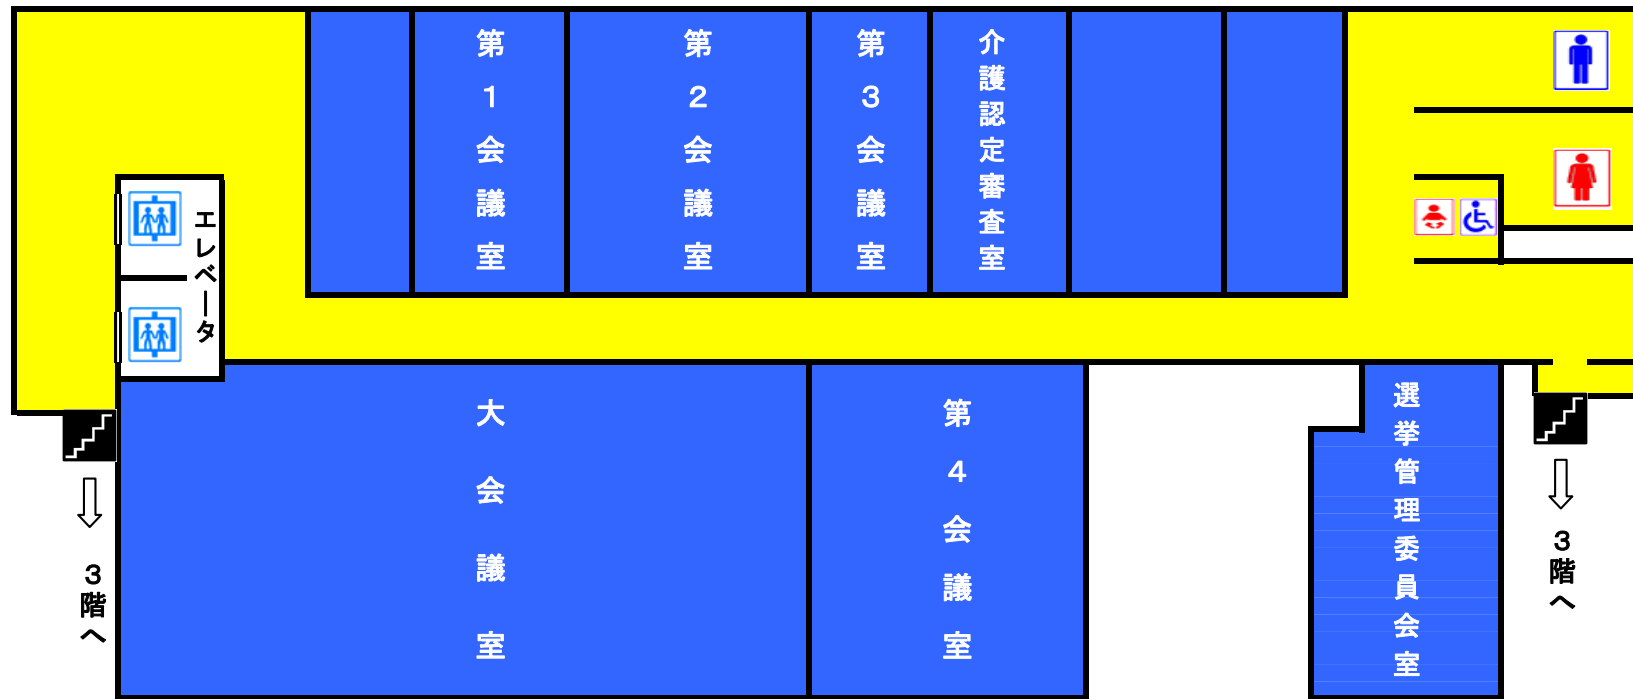 第1会議室
第2会議室
第3会議室
介護認定審査室
エレベータ
大会議室
第4会議室
選挙管理委員会室
3階へ
3階へ